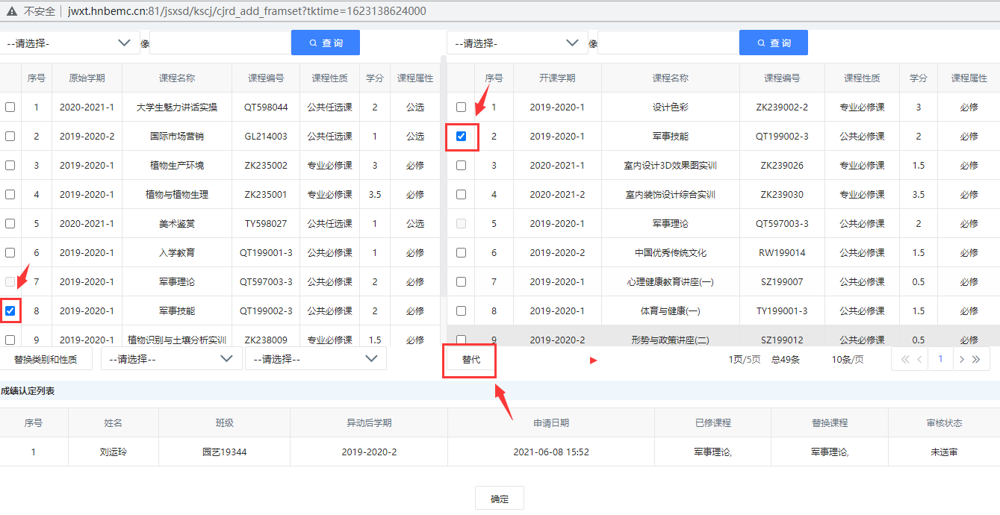 不安全 jwxt.hnbemc.cn:81/jsxsd/kscj/cjrd_add_framset?tktime=1623138624000
--请选择- 像 查 询 --请选择- 像 查 询
序号 原始学期 课程名称 课程编号 课程性质 学分 课程属性 序号 开课学期 课程名称 课程编号 课程性质 学分 课程属性
1 2020-2021-1 大学生魅力讲话实操 QT598044 公共任选课 2 公选 1 2019-2020-1 设计色彩 ZK239002-2 专业必修课 3 必修
2 2019-2020-2 国际市场营销 GL214003 公共任选课 1 公选 2 2019-2020-1 军事技能 QT199002-3 公共必修课 2 必修
3 2019-2020-1 植物生产环境 ZK235002 专业必修课 3 必修 3 2020-2021-1 室内设计3D效果图实训 ZK239026 专业必修课 1.5 必修
4 2019-2020-1 植物与植物生理 ZK235001 专业必修课 3.5 必修 4 2020-2021-2 室内装饰设计综合实训 ZK239030 专业必修课 3.5 必修
5 2020-2021-1 美术鉴赏 TY598027 公共任选课 1 公选 5 2019-2020-1 军事理论 QT597003-3 公共必修课 2 必修
6 2019-2020-1 入学教育 QT199001-3 公共必修课 1 必修 6 2019-2020-2 中国优秀传统文化 RW199014 公共必修课 1.5 必修
7 2019-2020-1 军事理论 QT597003-3 公共必修课 2 必修 7 2019-2020-1 心理健康教育讲座(一) SZ199007 公共必修课 0.5 必修
8 2019-2020-1 军事技能 QT199002-3 公共必修课 2 必修 8 2019-2020-1 体育与健康(一) TY199001-3 公共必修课 1.5 必修
9 2019-2020-1 植物识别与土壤分析实训 ZK238009 专业必修课 1.5 必修 9 2019-2020-2 形势与政策讲座(二) SZ199012 公共必修课 0.5 必修
替换类别和性质 --请选择-- --请选择-- 替代 1页/5页 总49条 10条/页 1
成绩认定列表
序号 姓名 班级 异动后学期 申请日期 已修课程 替换课程 审核状态
1 刘运玲 园艺19344 2019-2020-2 2021-06-08 15:52 军事理论, 军事理论, 未送审
确定